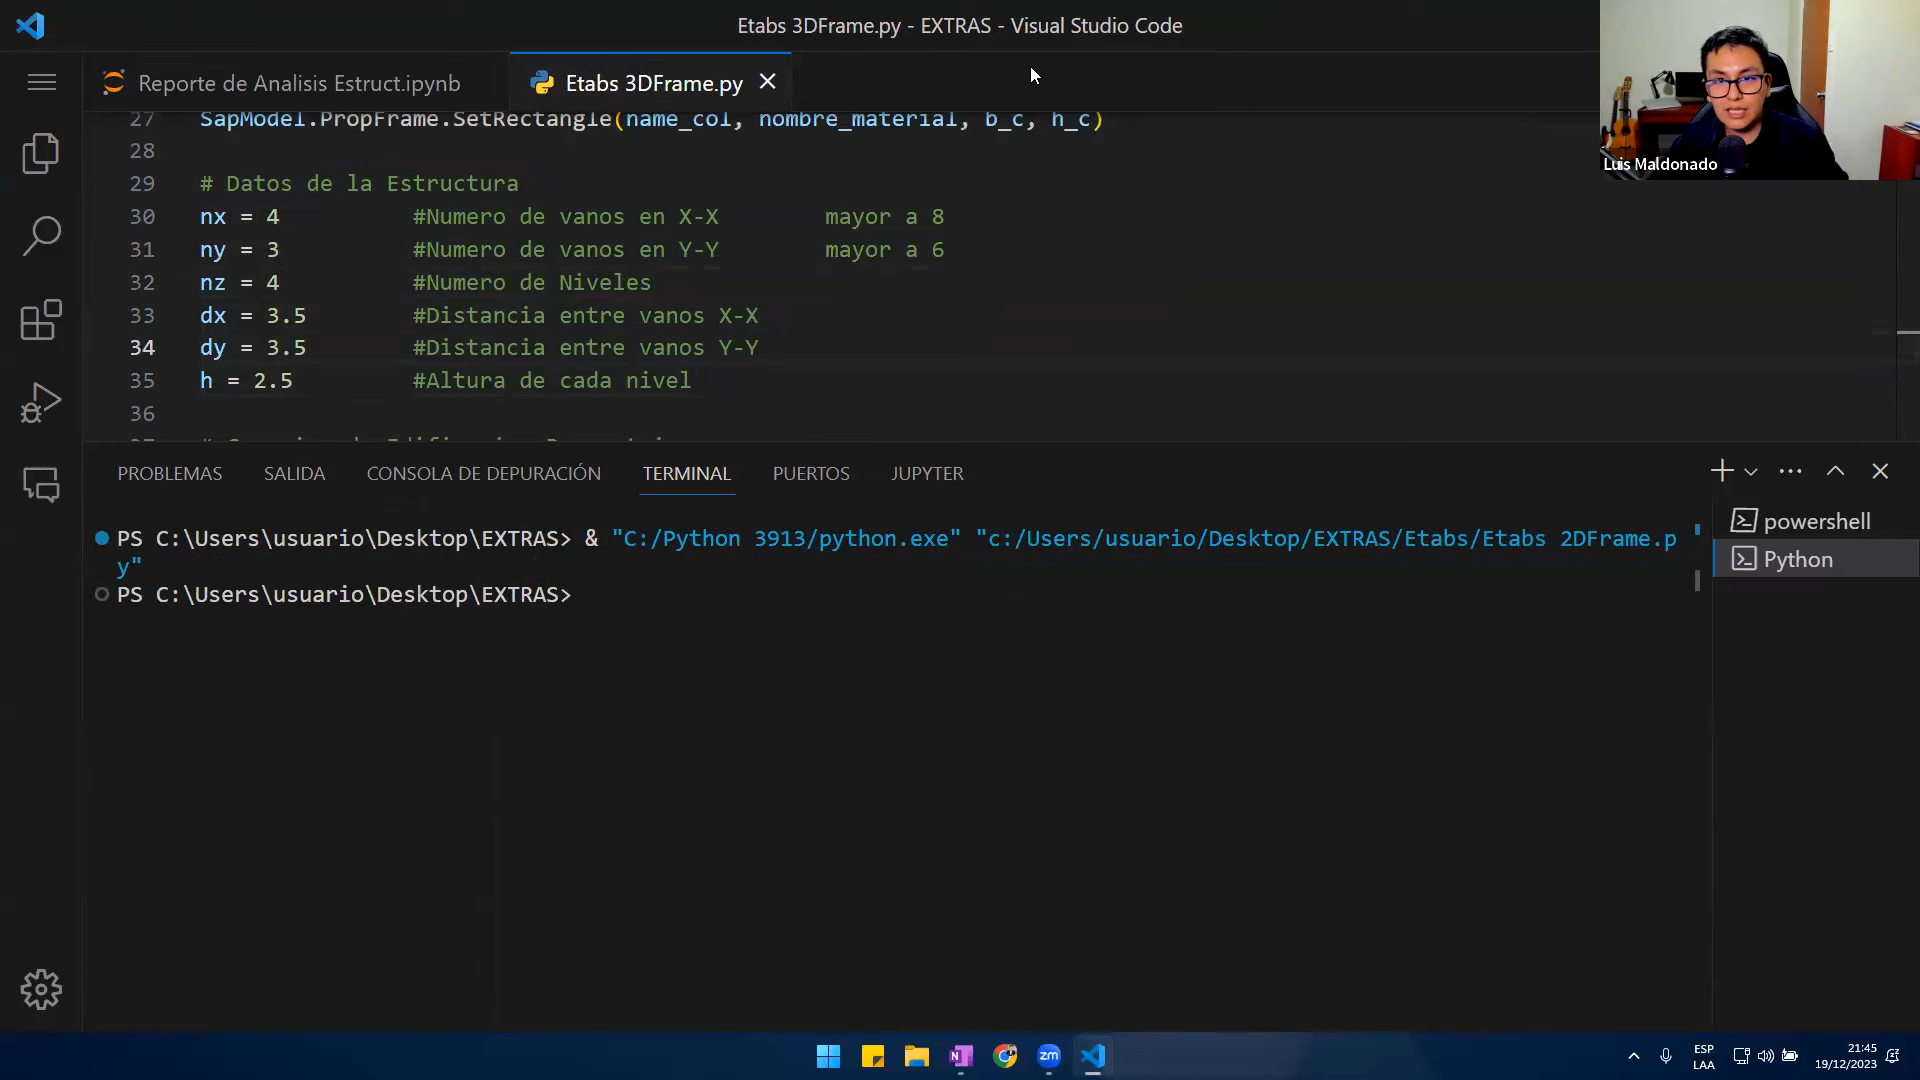 Etabs 3DFrame.py - EXTRAS - Visual Studio Code
Reporte de Analisis Estruct.ipynb
Etabs 3DFrame.py
Luis Maldonado
27 SapModel.PropFrame.SetRectangle(name_col, nombre_material, b_c, h_c)
28
29 # Datos de la Estructura
30 nx = 4 #Numero de vanos en X-X mayor a 8
31 ny = 3 #Numero de vanos en Y-Y mayor a 6
32 nz = 4 #Numero de Niveles
33 dx = 3.5 #Distancia entre vanos X-X
34 dy = 3.5 #Distancia entre vanos Y-Y
35 h = 2.5 #Altura de cada nivel
36
PROBLEMAS SALIDA CONSOLA DE DEPURACIÓN TERMINAL PUERTOS JUPYTER
PS C:\Users\usuario\Desktop\EXTRAS> & "C:/Python 3913/python.exe" "c:/Users/usuario/Desktop/EXTRAS/Etabs/Etabs 2DFrame.p
y"
PS C:\Users\usuario\Desktop\EXTRAS>
powershell
Python
zm
ESP
LAA
21:45
19/12/2023